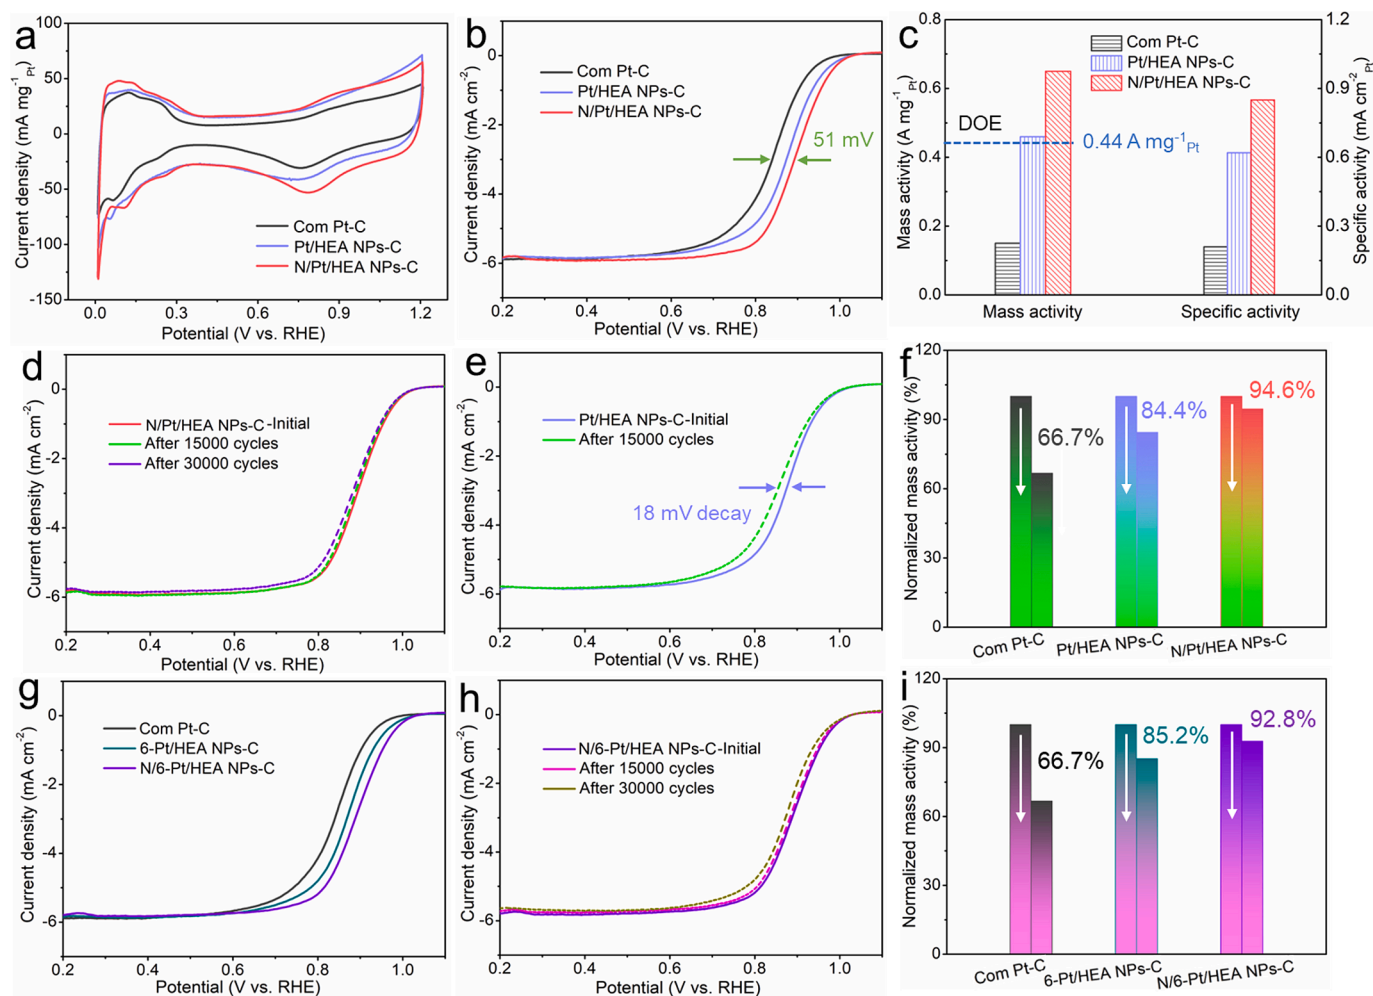 a
Current density (mA mg⁻¹Pt)
100
50
0
-50
-100
-150
Com Pt-C
Pt/HEA NPs-C
N/Pt/HEA NPs-C
0.0 0.3 0.6 0.9 1.2
Potential (V vs. RHE)
b
Current density (mA cm⁻²)
0
-2
-4
-6
Com Pt-C
Pt/HEA NPs-C
N/Pt/HEA NPs-C
51 mV
0.2 0.4 0.6 0.8 1.0
Potential (V vs. RHE)
c
Mass activity (A mg⁻¹Pt)
0.8
0.6
0.4
0.2
0.0
Com Pt-C
Pt/HEA NPs-C
N/Pt/HEA NPs-C
DOE
0.44 A mg⁻¹Pt
Mass activity Specific activity
1.2
0.9
0.6
0.3
0.0
Specific activity (mA cm⁻²Pt)
d
Current density (mA cm⁻²)
0
-2
-4
-6
N/Pt/HEA NPs-C-Initial
After 15000 cycles
After 30000 cycles
0.2 0.4 0.6 0.8 1.0
Potential (V vs. RHE)
e
Current density (mA cm⁻²)
0
-2
-4
-6
Pt/HEA NPs-C-Initial
After 15000 cycles
18 mV decay
0.2 0.4 0.6 0.8 1.0
Potential (V vs. RHE)
f
Normalized mass activity (%)
120
90
60
30
0
66.7%
84.4%
94.6%
Com Pt-C Pt/HEA NPs-C N/Pt/HEA NPs-C
g
Current density (mA cm⁻²)
0
-2
-4
-6
Com Pt-C
6-Pt/HEA NPs-C
N/6-Pt/HEA NPs-C
0.2 0.4 0.6 0.8 1.0
Potential (V vs. RHE)
h
Current density (mA cm⁻²)
0
-2
-4
-6
N/6-Pt/HEA NPs-C-Initial
After 15000 cycles
After 30000 cycles
0.2 0.4 0.6 0.8 1.0
Potential (V vs. RHE)
i
Normalized mass activity (%)
120
90
60
30
0
66.7%
85.2%
92.8%
Com Pt-C 6-Pt/HEA NPs-C N/6-Pt/HEA NPs-C